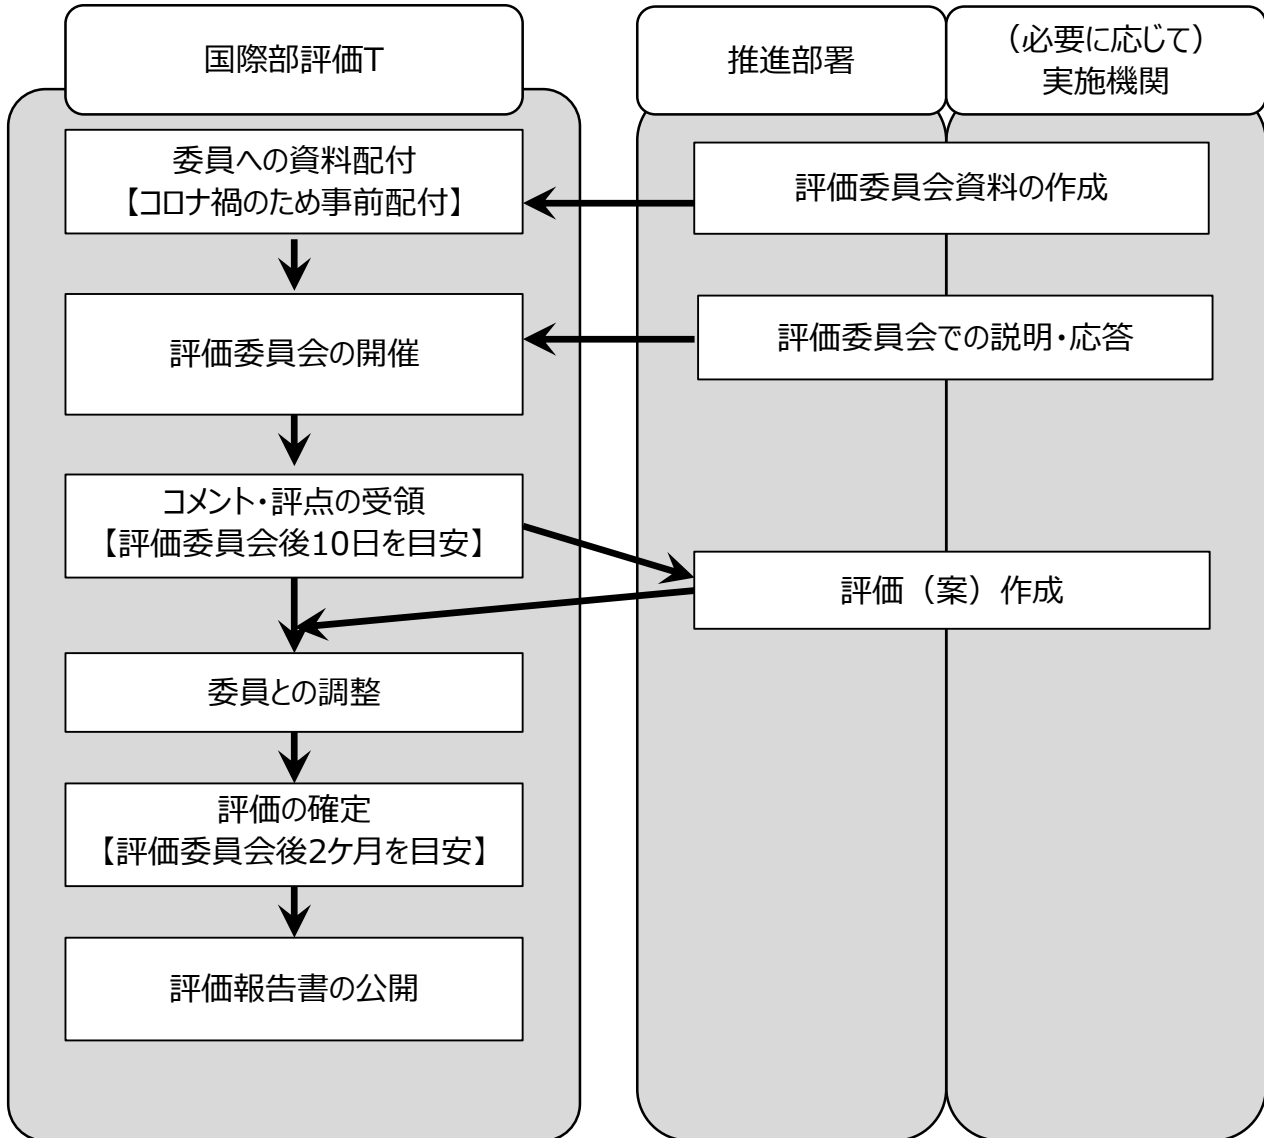 国際部評価T
推進部署
(必要に応じて)
実施機関
委員への資料配付
【コロナ禍のため事前配付】
評価委員会資料の作成
評価委員会の開催
評価委員会での説明・応答
コメント・評点の受領
【評価委員会後10日を目安】
評価(案)作成
委員との調整
評価の確定
【評価委員会後2ケ月を目安】
評価報告書の公開